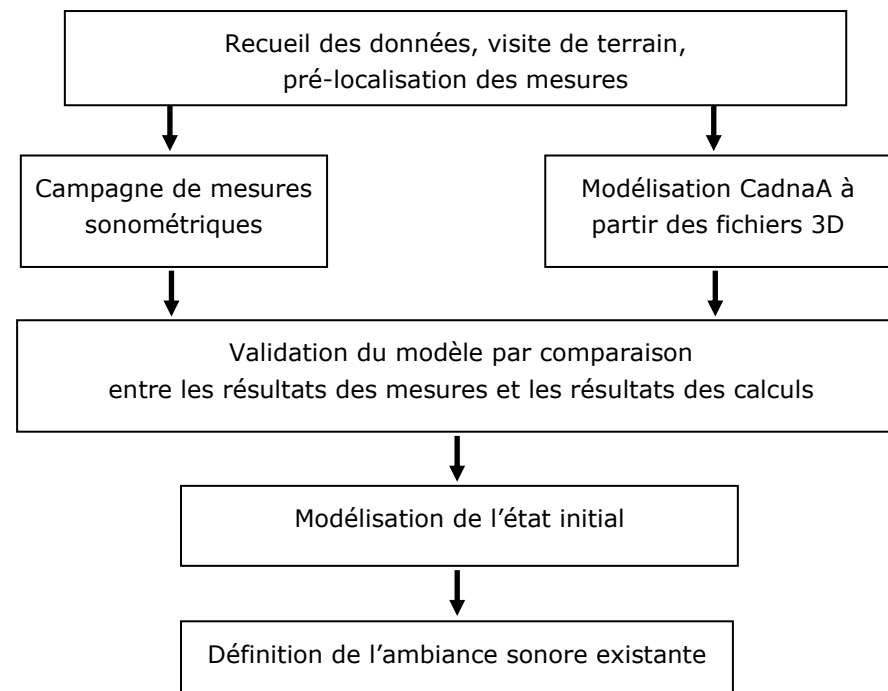 Recueil des données, visite de terrain,
pré-localisation des mesures
Campagne de mesures
sonométriques
Modélisation CadnaA à
partir des fichiers 3D
Validation du modèle par comparaison
entre les résultats des mesures et les résultats des calculs
Modélisation de l’état initial
Définition de l’ambiance sonore existante